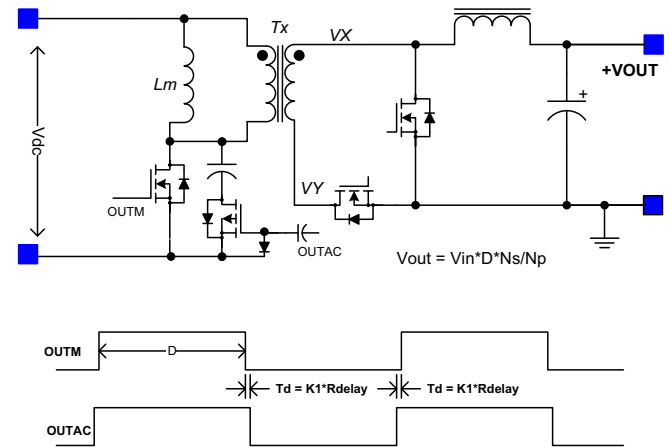 Tx
VX
Lm
+VOUT
+
Vdc
VY
OUTM
OUTAC
Vout = Vin*D*Ns/Np
OUTM
D
Td = K1*Rdelay
Td = K1*Rdelay
OUTAC